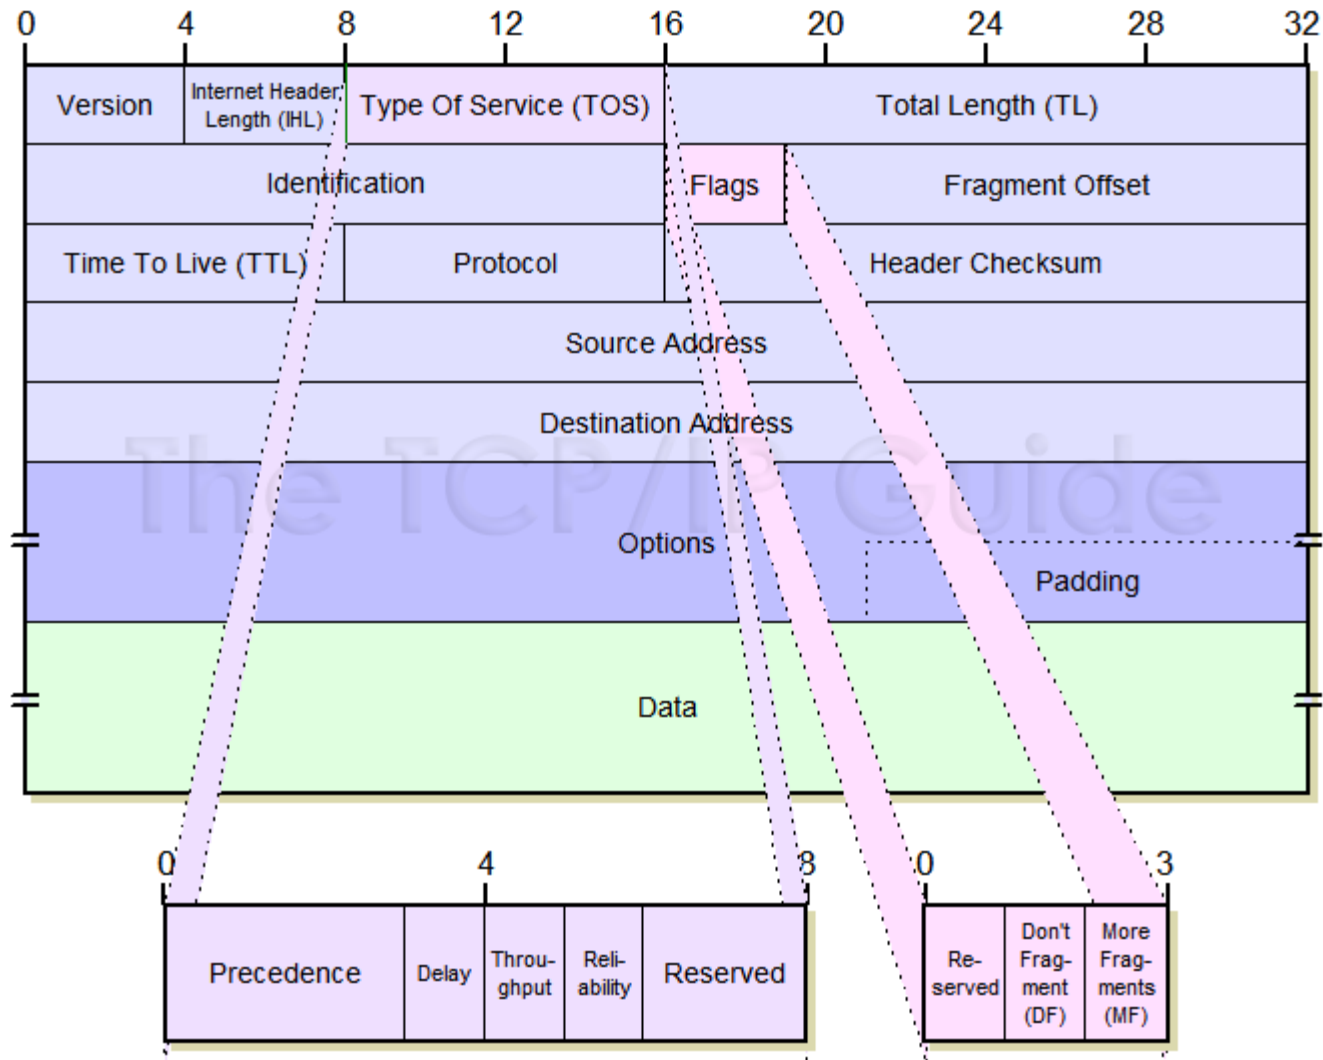 0 4 8 12 16 20 24 28 32
Version
Internet Header
Length (IHL)
Type Of Service (TOS)
Total Length (TL)
Identification
Flags
Fragment Offset
Time To Live (TTL)
Protocol
Header Checksum
Source Address
Destination Address
The TCP/IP Guide
Options
Padding
Data
0 4 8
0 3
Precedence
Delay
Throu-
ghput
Reli-
ability
Reserved
Re-
served
Don't
Frag-
ment
(DF)
More
Frag-
ments
(MF)